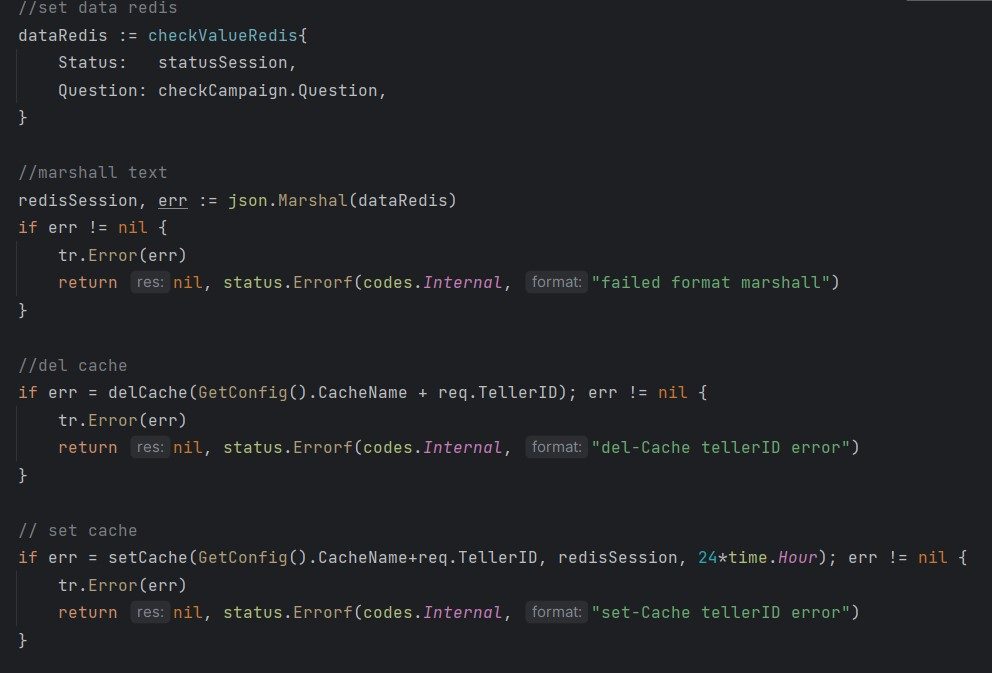 //set data redis
dataRedis := checkValueRedis{
    Status:   statusSession,
    Question: checkCampaign.Question,
}
//marshall text
redisSession, err := json.Marshal(dataRedis)
if err != nil {
    tr.Error(err)
    return res: nil, status.Errorf(codes.Internal, format: "failed format marshall")
}
//del cache
if err = delCache(GetConfig().CacheName + req.TellerID); err != nil {
    tr.Error(err)
    return res: nil, status.Errorf(codes.Internal, format: "del-Cache tellerID error")
}
// set cache
if err = setCache(GetConfig().CacheName+req.TellerID, redisSession, 24*time.Hour); err != nil {
    tr.Error(err)
    return res: nil, status.Errorf(codes.Internal, format: "set-Cache tellerID error")
}